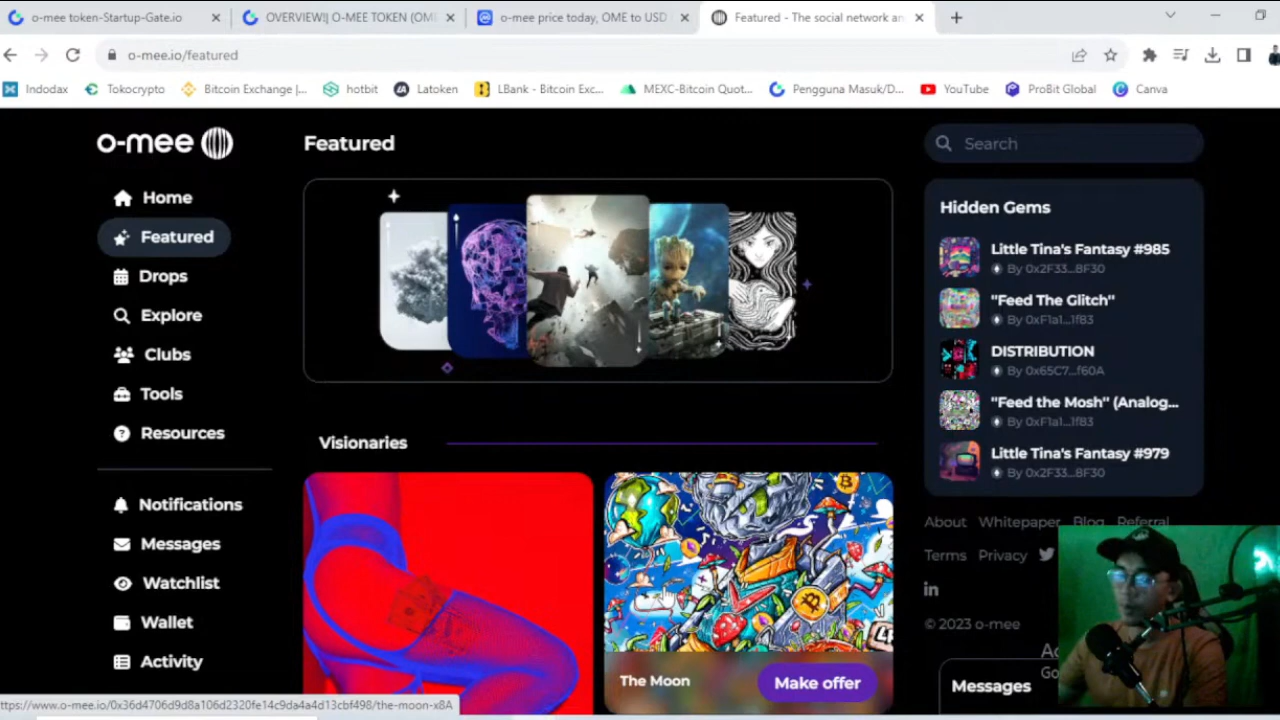 o-mee token-Startup-Gate.io
OVERVIEW!| O-MEE TOKEN (OME
o-mee price today, OME to USD
Featured - The social network an
o-mee.io/featured
Indodax
Tokocrypto
Bitcoin Exchange |...
hotbit
Latoken
LBank - Bitcoin Exc...
MEXC-Bitcoin Quot...
Pengguna Masuk/D...
YouTube
ProBit Global
Canva
o-mee
Home
Featured
Drops
Explore
Clubs
Tools
Resources
Notifications
Messages
Watchlist
Wallet
Activity
Featured
Visionaries
The Moon
Make offer
Search
Hidden Gems
Little Tina's Fantasy #985
By 0x2F33...8F30
"Feed The Glitch"
By 0xF1a1...1f83
DISTRIBUTION
By 0x65C7...f60A
"Feed the Mosh" (Analog...
By 0xF1a1...1f83
Little Tina's Fantasy #979
By 0x2F33...8F30
About Whitepaper Blog Referral
Terms Privacy
in
© 2023 o-mee
Ac
Go
Messages
ttps://www.o-mee.io/0x36d4706d9d8a106d2320fe14c9da4a4d13cbf498/the-moon-x8A